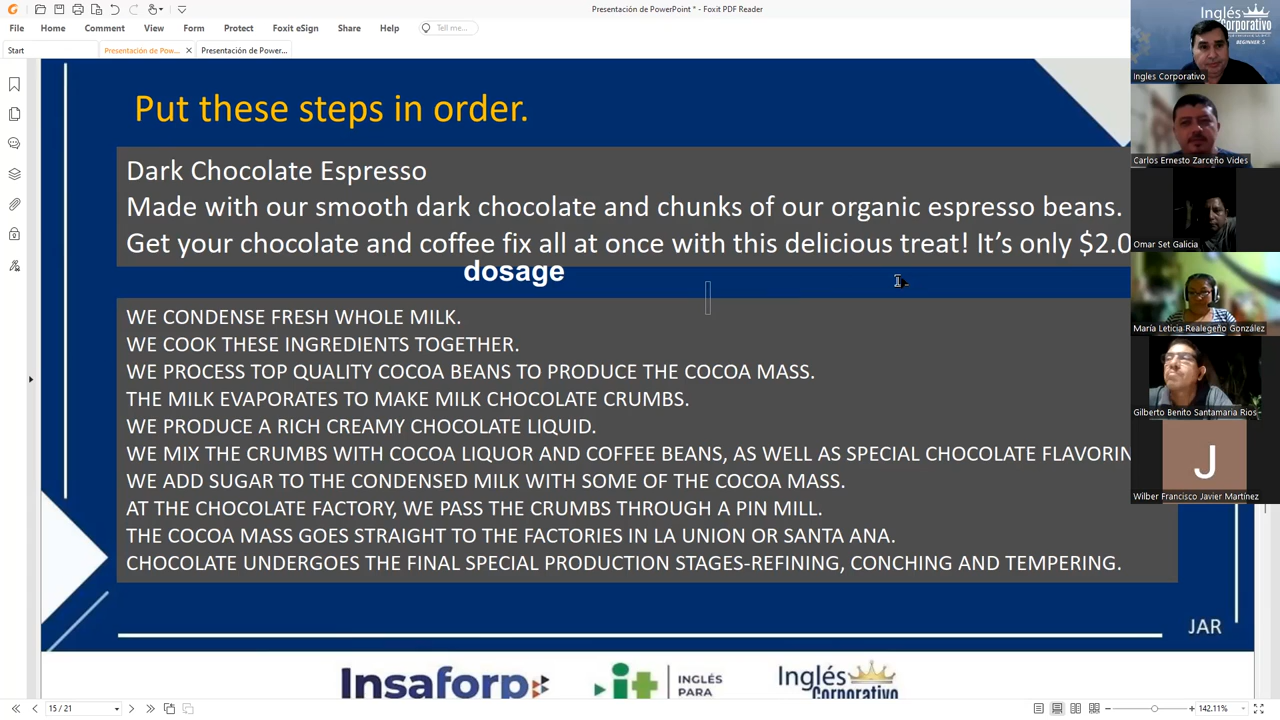 Presentación de PowerPoint * - Foxit PDF Reader
File Home Comment View Form Protect Foxit eSign Share Help Tell me...
Start Presentación de Pow... Presentación de Power...
Put these steps in order.
Dark Chocolate Espresso
Made with our smooth dark chocolate and chunks of our organic espresso beans.
Get your chocolate and coffee fix all at once with this delicious treat! It's only $2.0
dosage
WE CONDENSE FRESH WHOLE MILK.
WE COOK THESE INGREDIENTS TOGETHER.
WE PROCESS TOP QUALITY COCOA BEANS TO PRODUCE THE COCOA MASS.
THE MILK EVAPORATES TO MAKE MILK CHOCOLATE CRUMBS.
WE PRODUCE A RICH CREAMY CHOCOLATE LIQUID.
WE MIX THE CRUMBS WITH COCOA LIQUOR AND COFFEE BEANS, AS WELL AS SPECIAL CHOCOLATE FLAVORIN
WE ADD SUGAR TO THE CONDENSED MILK WITH SOME OF THE COCOA MASS.
AT THE CHOCOLATE FACTORY, WE PASS THE CRUMBS THROUGH A PIN MILL.
THE COCOA MASS GOES STRAIGHT TO THE FACTORIES IN LA UNION OR SANTA ANA.
CHOCOLATE UNDERGOES THE FINAL SPECIAL PRODUCTION STAGES-REFINING, CONCHING AND TEMPERING.
JAR
Insaforp
it
INGLÉS
PARA
Inglés
Corporativo
15 / 21
142.11%
Inglés
Corporativo
BEGINNER 5
Ingles Corporativo
Carlos Ernesto Zarceño Vides
Omar Set Galicia
María Leticia Realegeño González
Gilberto Benito Santamaria Rios
J
Wilber Francisco Javier Martínez